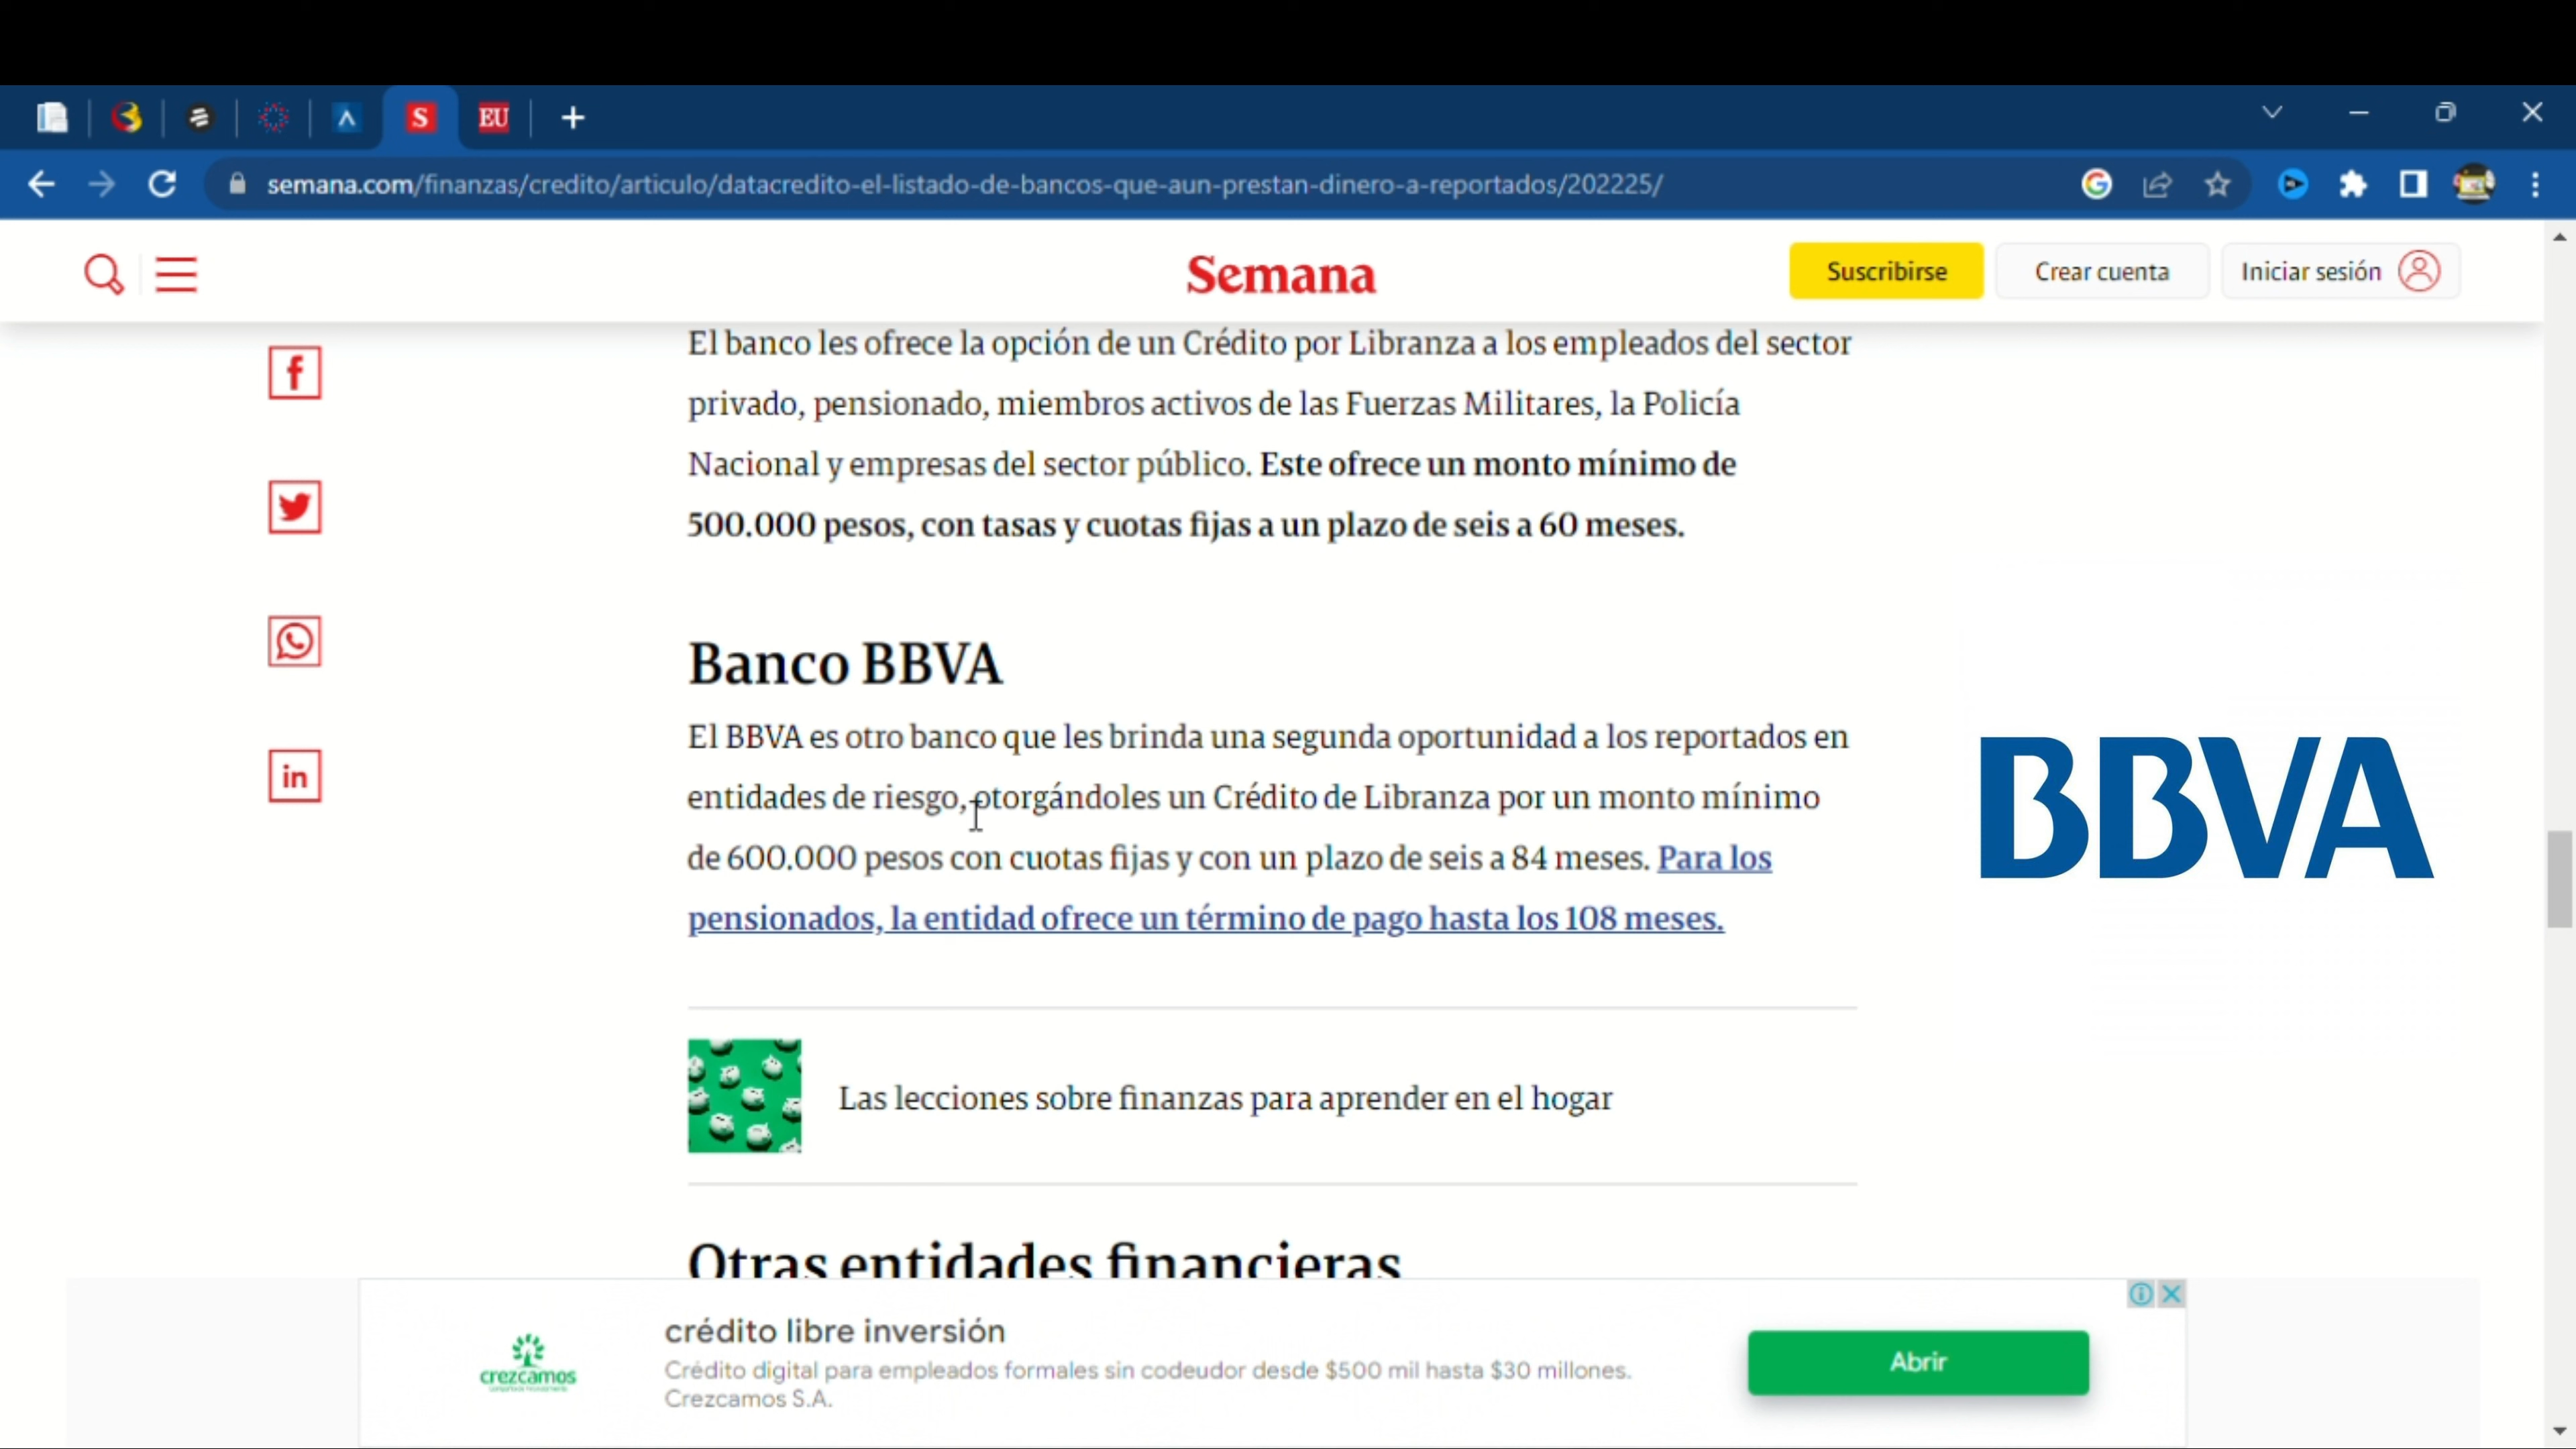 S
EU
semana.com/finanzas/credito/articulo/datacredito-el-listado-de-bancos-que-aun-prestan-dinero-a-reportados/202225/
Semana
Suscribirse
Crear cuenta
Iniciar sesión
El banco les ofrece la opción de un Crédito por Libranza a los empleados del sector
privado, pensionado, miembros activos de las Fuerzas Militares, la Policía
Nacional y empresas del sector público. Este ofrece un monto mínimo de
500.000 pesos, con tasas y cuotas fijas a un plazo de seis a 60 meses.
Banco BBVA
El BBVA es otro banco que les brinda una segunda oportunidad a los reportados en
entidades de riesgo, otorgándoles un Crédito de Libranza por un monto mínimo
de 600.000 pesos con cuotas fijas y con un plazo de seis a 84 meses. Para los
pensionados, la entidad ofrece un término de pago hasta los 108 meses.
BBVA
Las lecciones sobre finanzas para aprender en el hogar
Otras entidades financieras
crezcamos
crédito libre inversión
Crédito digital para empleados formales sin codeudor desde $500 mil hasta $30 millones.
Crezcamos S.A.
Abrir